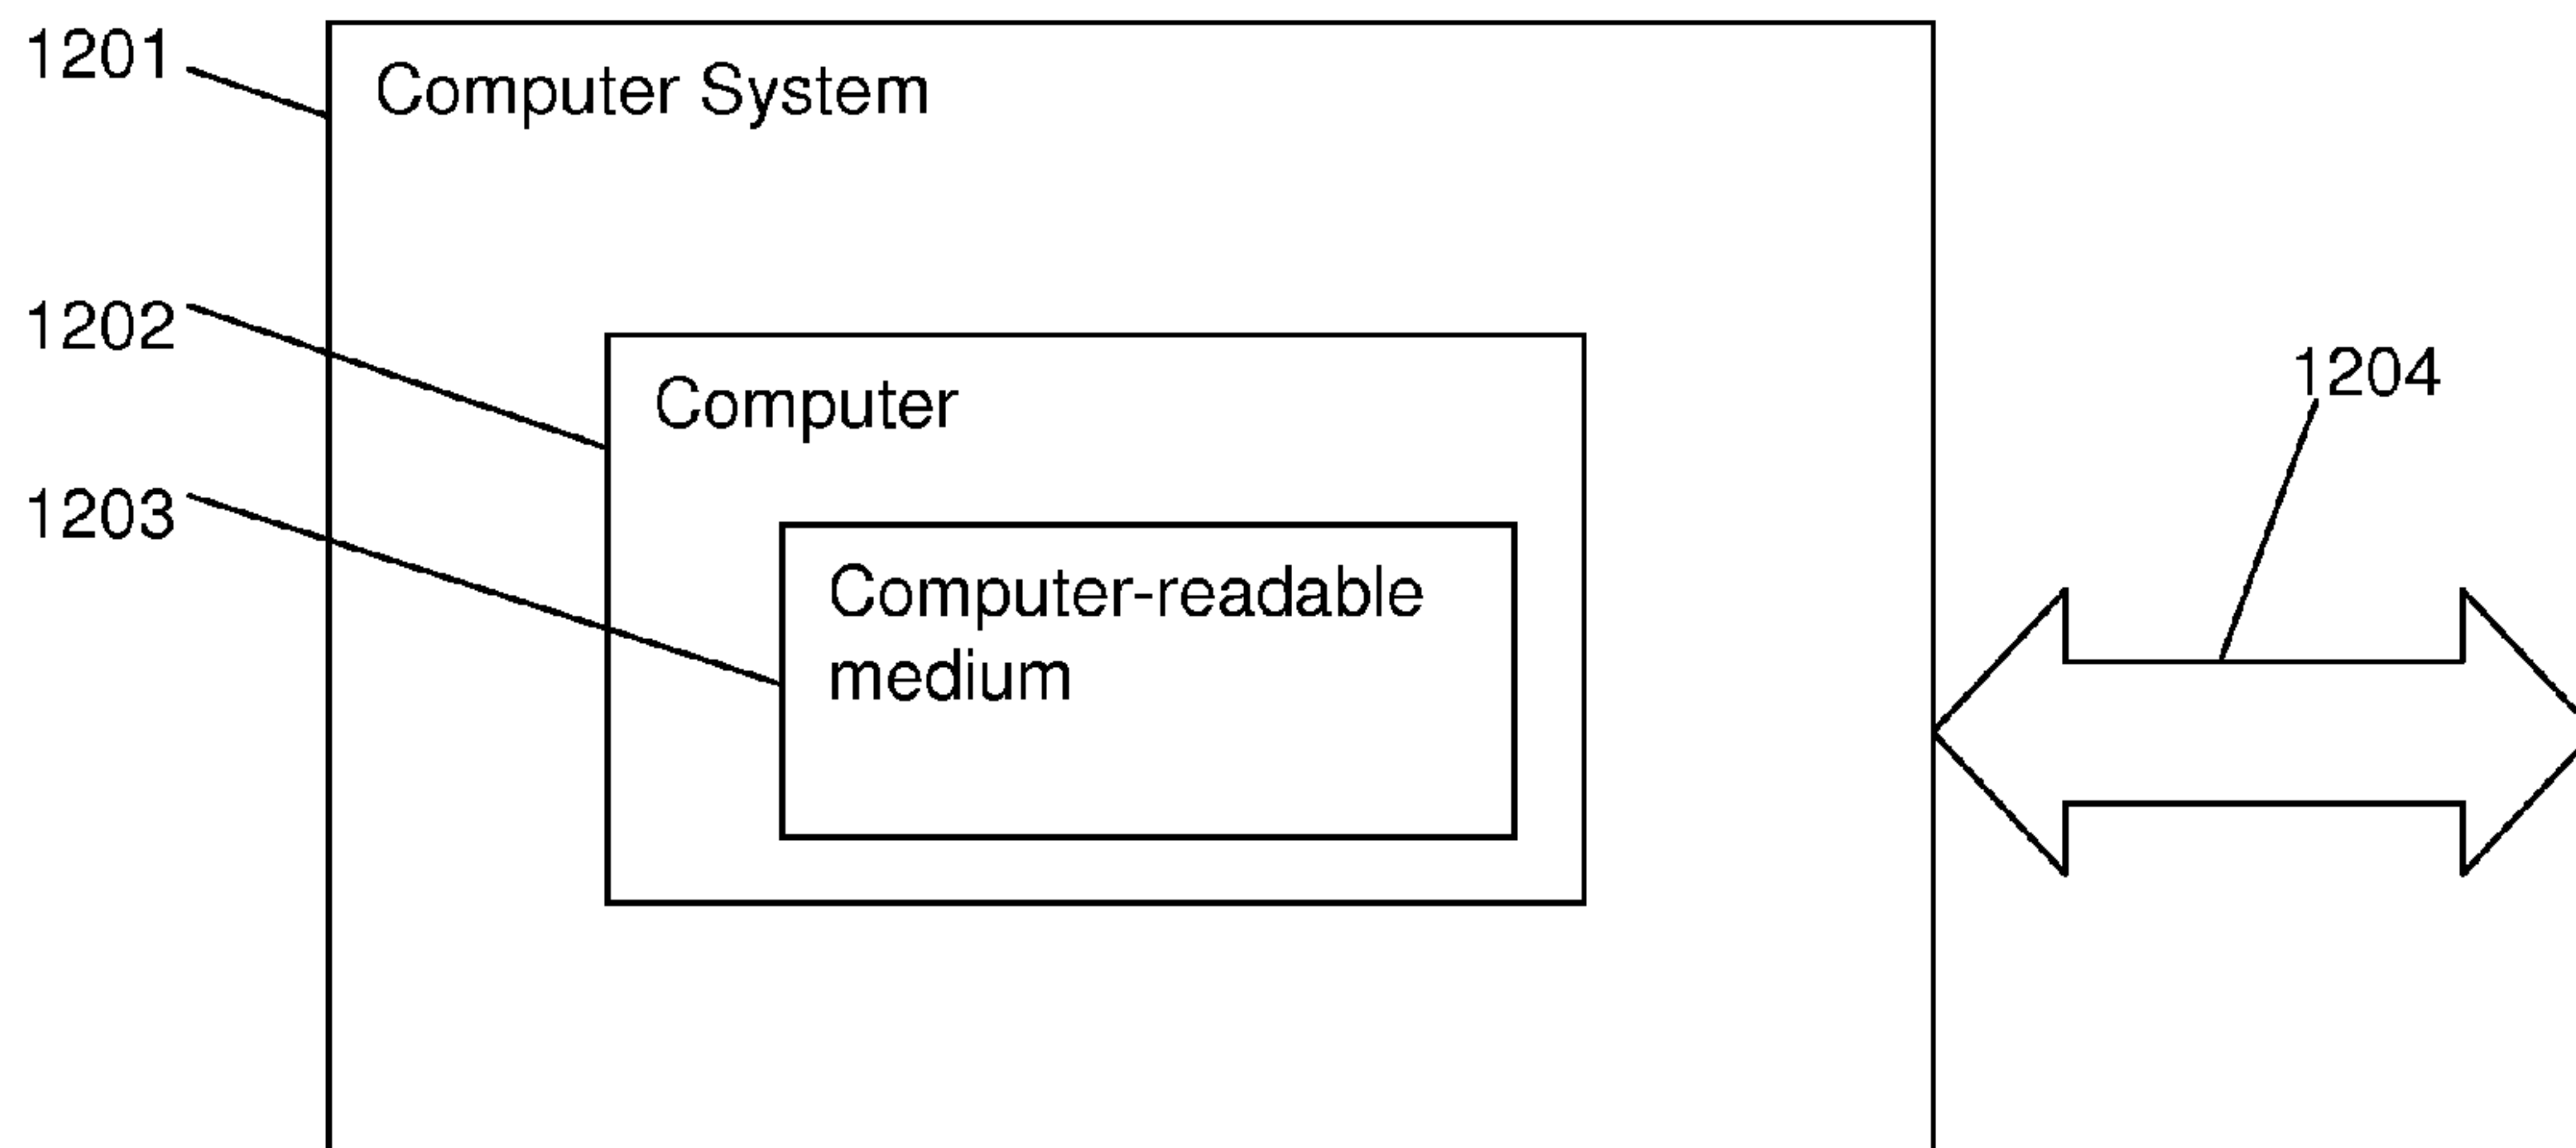 1201
Computer System
1202
Computer
1204
1203
Computer-readable
medium